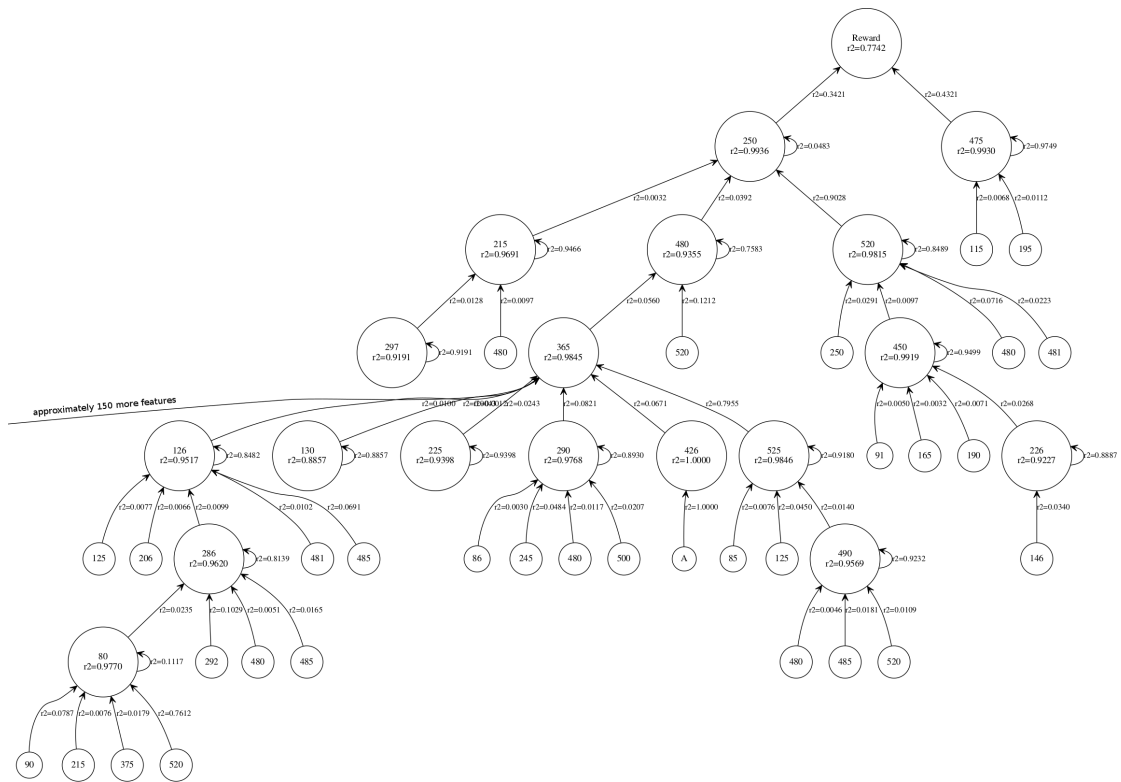 Reward
r2=0.7742
r2=0.3421
r2=0.4321
250
r2=0.9936
r2=0.0483
475
r2=0.9930
r2=0.9749
r2=0.0032
r2=0.0392
r2=0.9028
r2=0.0068
r2=0.0112
215
r2=0.9691
r2=0.9466
480
r2=0.9355
r2=0.7583
520
r2=0.9815
r2=0.8489
115
195
r2=0.0128
r2=0.0097
r2=0.0560
r2=0.1212
r2=0.0291
r2=0.0097
r2=0.0716
r2=0.0223
297
r2=0.9191
r2=0.9191
480
365
r2=0.9845
520
250
450
r2=0.9919
r2=0.9499
480
481
approximately 150 more features
r2=0.0100
r2=0.0243
r2=0.0821
r2=0.0671
r2=0.7955
r2=0.0050
r2=0.0032
r2=0.0071
r2=0.0268
126
r2=0.9517
r2=0.8482
130
r2=0.8857
r2=0.8857
225
r2=0.9398
r2=0.9398
290
r2=0.9768
r2=0.8930
426
r2=1.0000
525
r2=0.9846
r2=0.9180
91
165
190
226
r2=0.9227
r2=0.8887
r2=0.0077
r2=0.0066
r2=0.0099
r2=0.0102
r2=0.0691
r2=0.0030
r2=0.0484
r2=0.0117
r2=0.0207
r2=1.0000
r2=0.0076
r2=0.0450
r2=0.0140
r2=0.0340
125
206
286
r2=0.9620
r2=0.8139
481
485
86
245
480
500
A
85
125
490
r2=0.9569
r2=0.9232
146
r2=0.0235
r2=0.1029
r2=0.0051
r2=0.0165
r2=0.0046
r2=0.0181
r2=0.0109
80
r2=0.9770
r2=0.1117
292
480
485
480
485
520
r2=0.0787
r2=0.0076
r2=0.0179
r2=0.7612
90
215
375
520